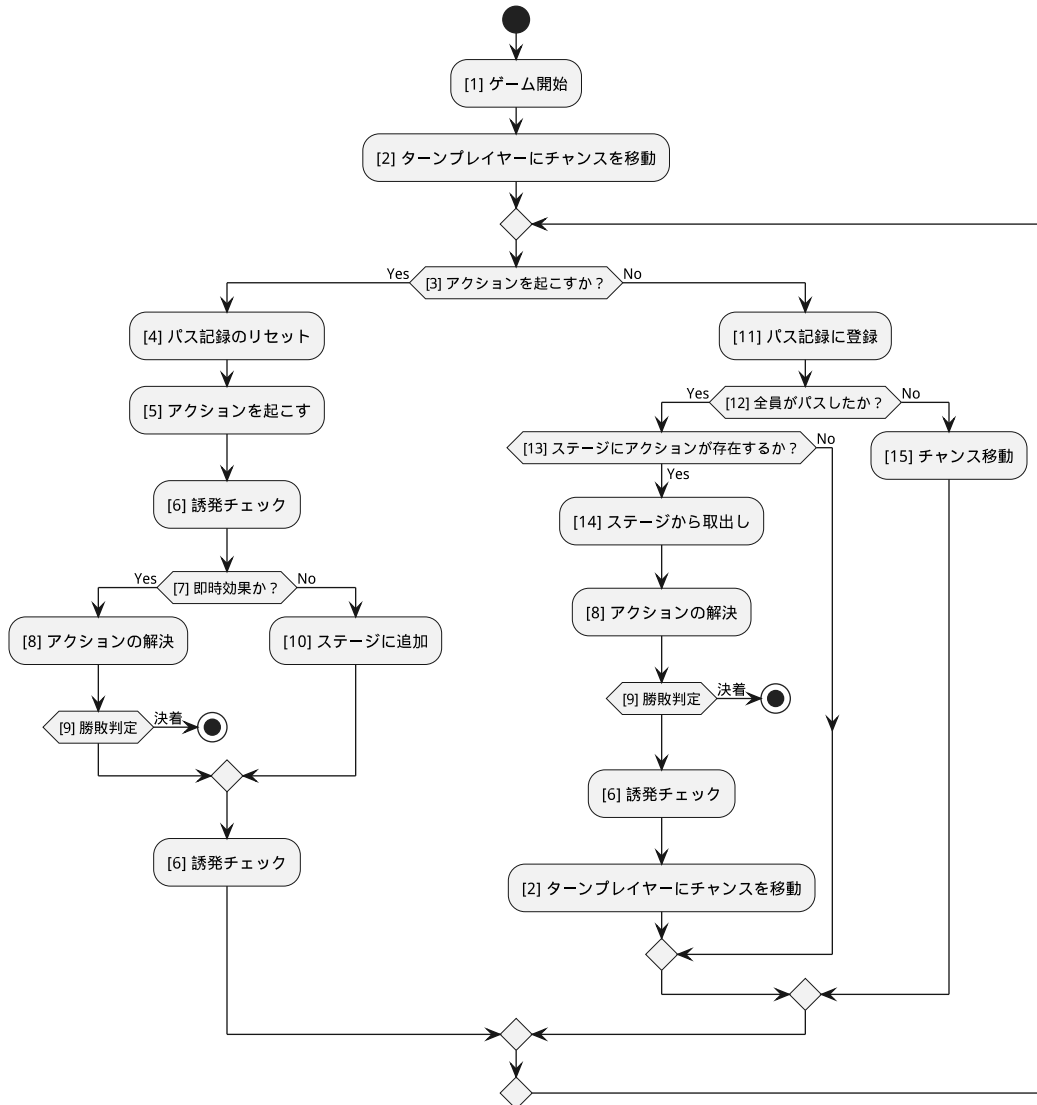 [1] ゲーム開始
[2] ターンプレイヤーにチャンスを移動
[3] アクションを起こすか？
Yes
No
[4] パス記録のリセット
[5] アクションを起こす
[6] 誘発チェック
[7] 即時効果か？
Yes
No
[8] アクションの解決
[9] 勝敗判定
決着
[10] ステージに追加
[6] 誘発チェック
[11] パス記録に登録
[12] 全員がパスしたか？
Yes
No
[13] ステージにアクションが存在するか？
Yes
No
[14] ステージから取出し
[8] アクションの解決
[9] 勝敗判定
決着
[6] 誘発チェック
[2] ターンプレイヤーにチャンスを移動
[15] チャンス移動